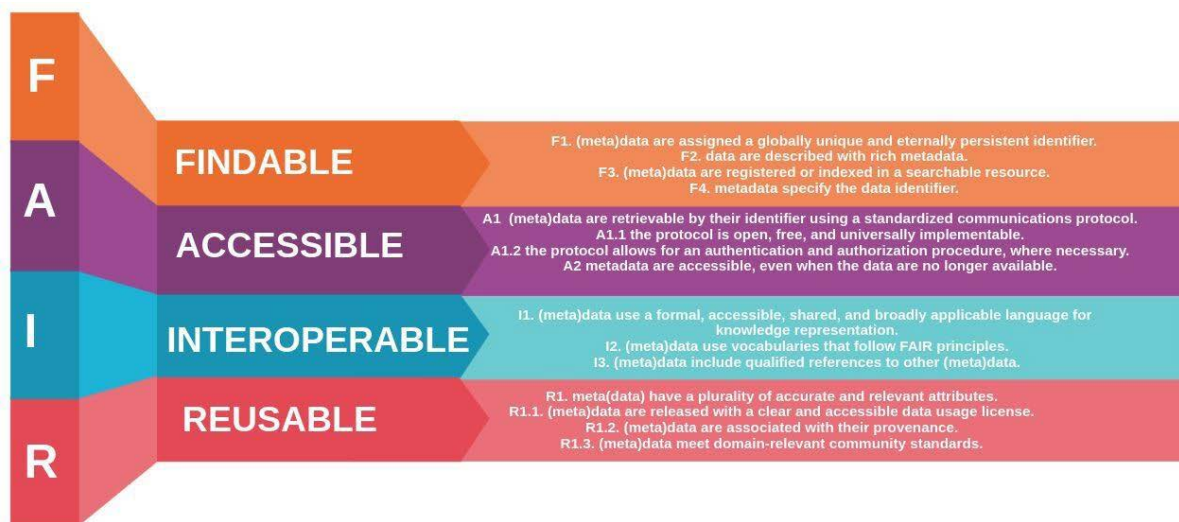 F
A
I
R
FINDABLE
F1. (meta)data are assigned a globally unique and eternally persistent identifier.
F2. data are described with rich metadata.
F3. (meta)data are registered or indexed in a searchable resource.
F4. metadata specify the data identifier.
ACCESSIBLE
A1 (meta)data are retrievable by their identifier using a standardized communications protocol.
A1.1 the protocol is open, free, and universally implementable.
A1.2 the protocol allows for an authentication and authorization procedure, where necessary.
A2 metadata are accessible, even when the data are no longer available.
INTEROPERABLE
I1. (meta)data use a formal, accessible, shared, and broadly applicable language for
knowledge representation.
I2. (meta)data use vocabularies that follow FAIR principles.
I3. (meta)data include qualified references to other (meta)data.
REUSABLE
R1. meta(data) have a plurality of accurate and relevant attributes.
R1.1. (meta)data are released with a clear and accessible data usage license.
R1.2. (meta)data are associated with their provenance.
R1.3. (meta)data meet domain-relevant community standards.